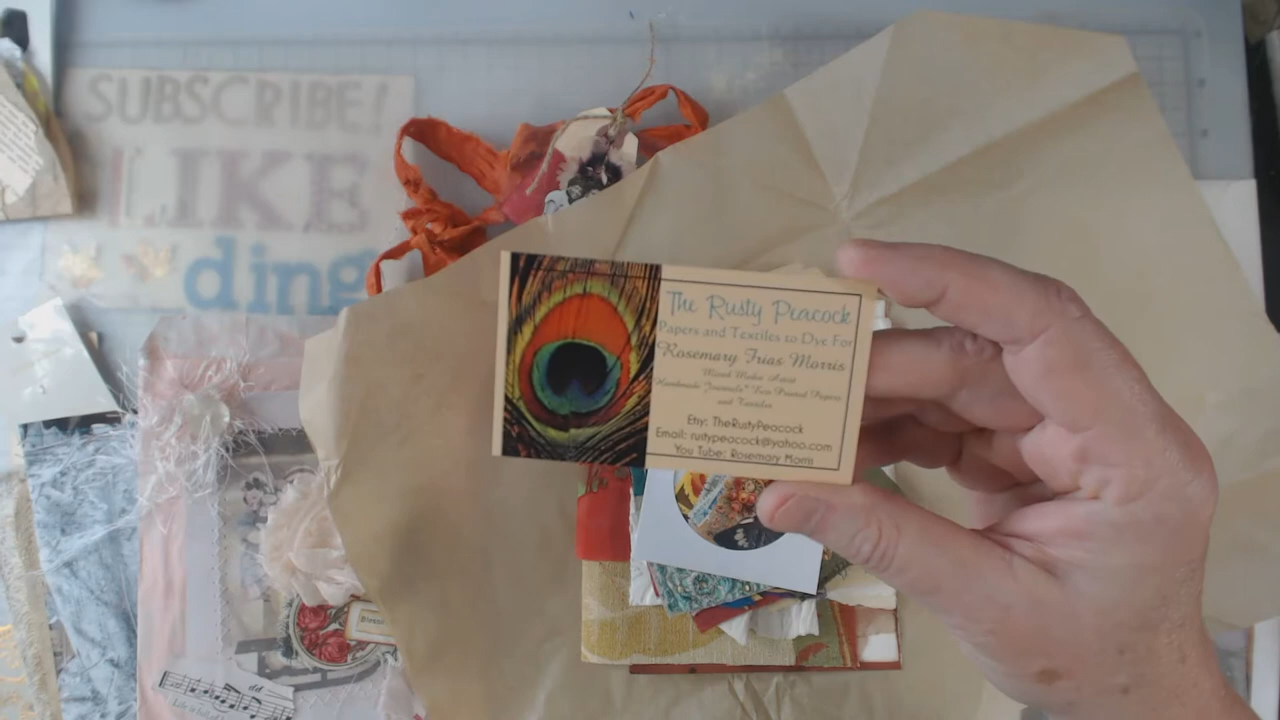 SUBSCRIBE!
LIKE
ding
The Rusty Peacock
Papers and Textiles to Dye For
Rosemary Frias Morris
Mixed Media Artist
Handmade Journals* Eco Printed Papers
and Textiles
Etsy: TheRustyPeacock
Email: rustypeacock@yahoo.com
You Tube: Rosemary Morris
dd